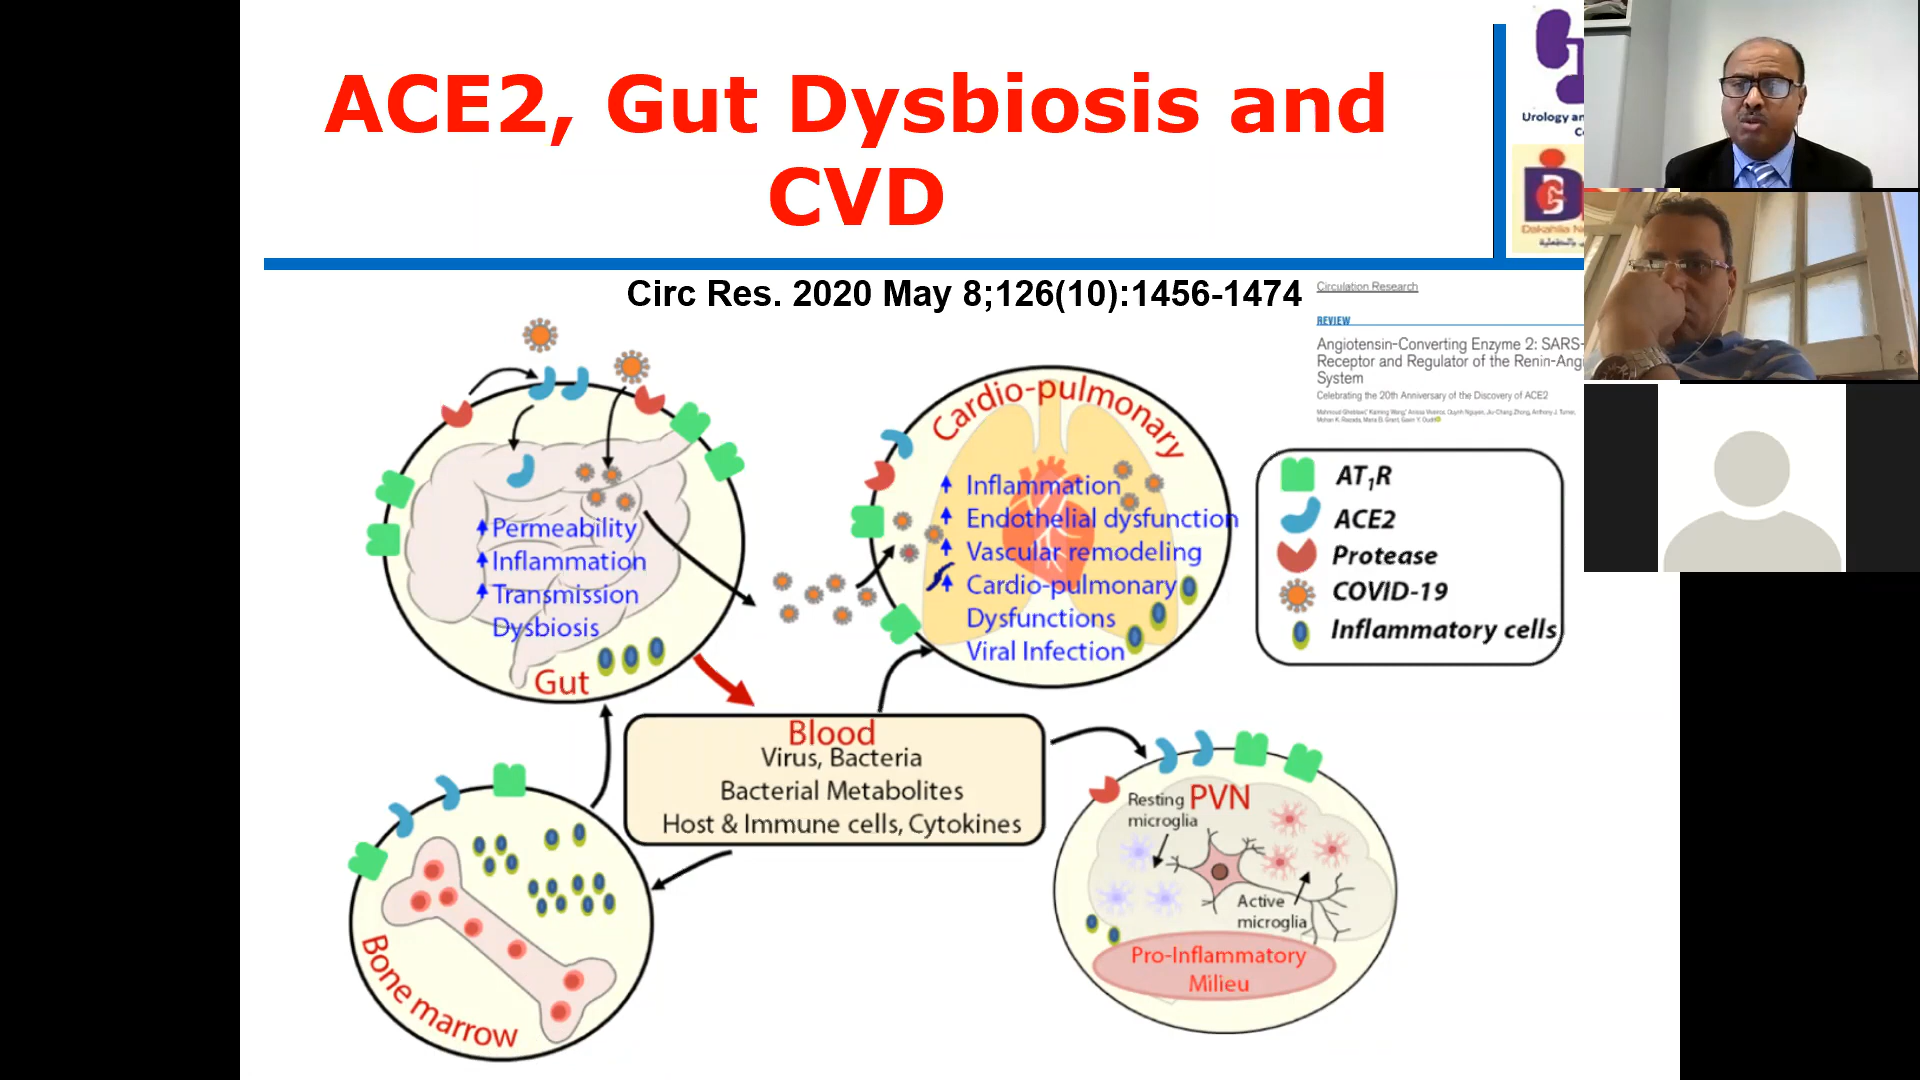 ACE2, Gut Dysbiosis and
CVD
Urology an
Circ Res. 2020 May 8;126(10):1456-1474
Circulation Research
REVIEW
Angiotensin-Converting Enzyme 2: SARS-
Receptor and Regulator of the Renin-Ang
System
Celebrating the 20th Anniversary of the Discovery of ACE2
Cardio-pulmonary
Inflammation
Endothelial dysfunction
Vascular remodeling
Cardio-pulmonary
Dysfunctions
Viral Infection
Permeability
Inflammation
Transmission
Dysbiosis
Gut
AT1R
ACE2
Protease
COVID-19
Inflammatory cells
Blood
Virus, Bacteria
Bacterial Metabolites
Host & Immune cells, Cytokines
Resting PVN
microglia
Active
microglia
Pro-Inflammatory
Milieu
Bone marrow